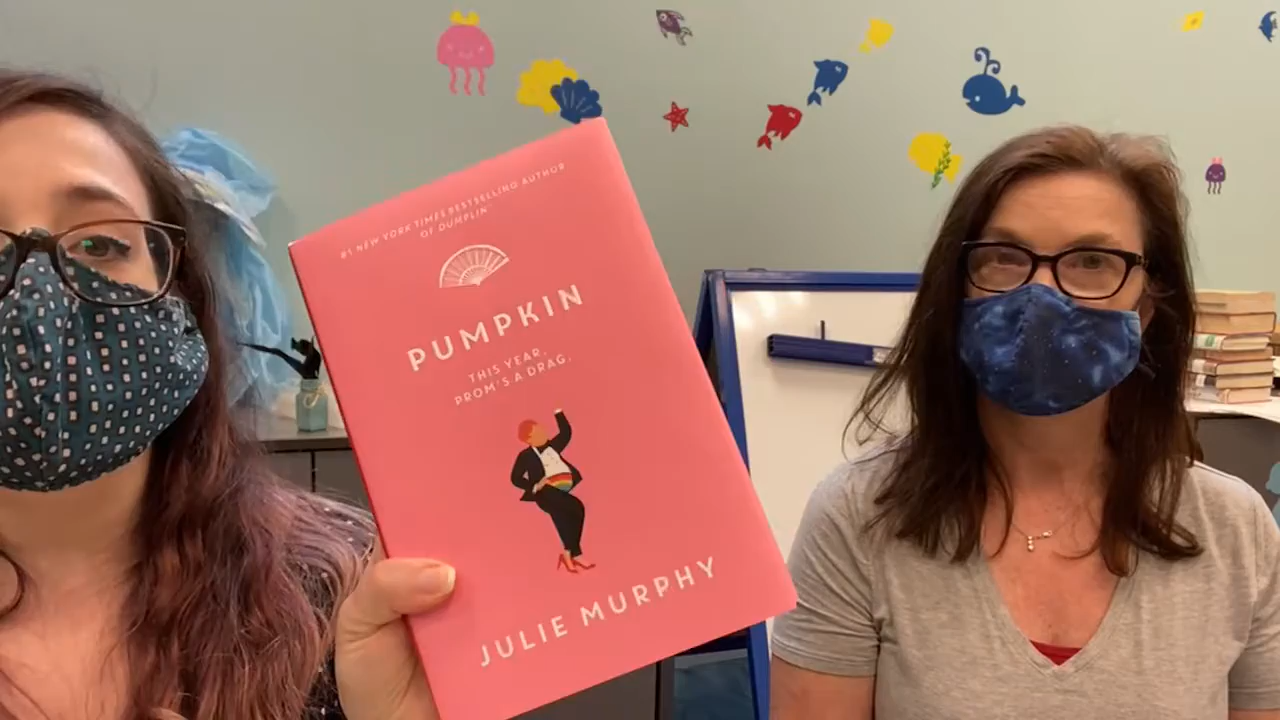 #1 NEW YORK TIMES BESTSELLING AUTHOR
OF DUMPLIN'
PUMPKIN
THIS YEAR,
PROM'S A DRAG.
JULIE MURPHY